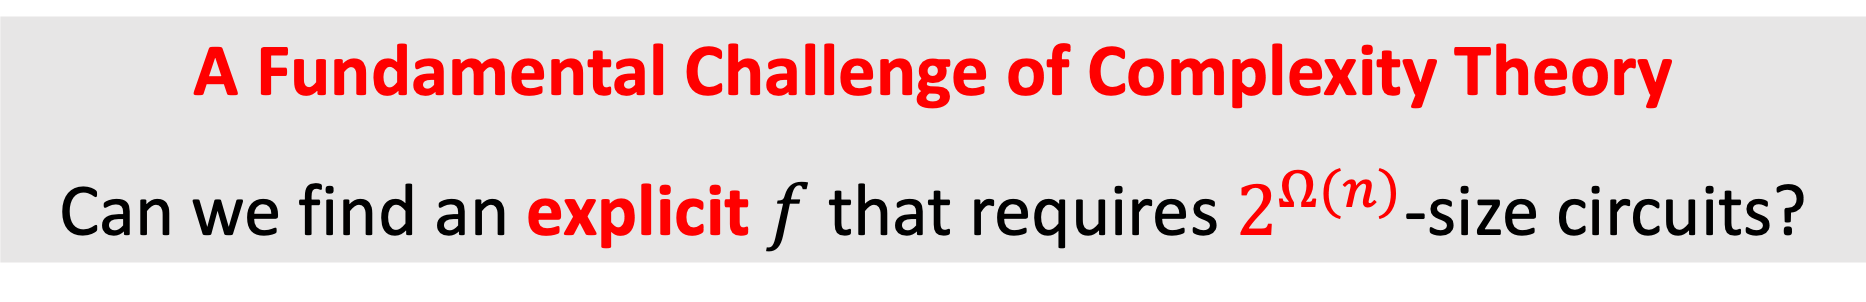 A Fundamental Challenge of Complexity Theory
Can we find an explicit f that requires 2^Ω(n)-size circuits?